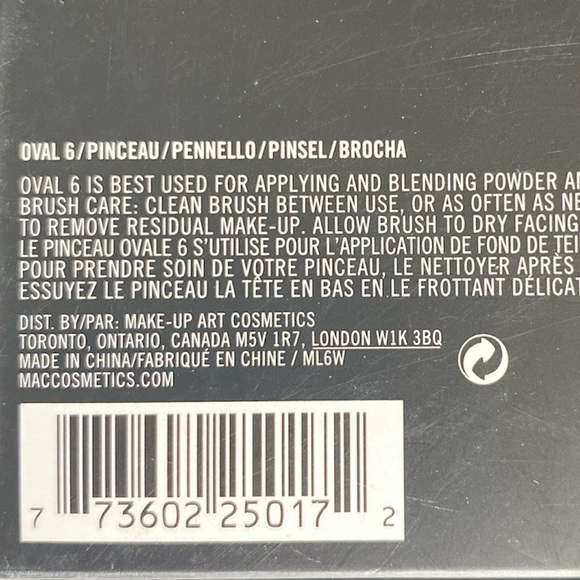 OVAL 6/PINCEAU/PENNELLO/PINSEL/BROCHA
OVAL 6 IS BEST USED FOR APPLYING AND BLENDING POWDER
BRUSH CARE: CLEAN BRUSH BETWEEN USE, OR AS OFTEN AS
TO REMOVE RESIDUAL MAKE-UP. ALLOW BRUSH TO DRY FACING
LE PINCEAU OVALE 6 S'UTILISE POUR L'APPLICATION DE FOND DE
POUR PRENDRE SOIN DE VOTRE PINCEAU, LE NETTOYER APRÈS
ESSUYEZ LE PINCEAU LA TÊTE EN BAS EN LE FROTTANT
DIST. BY/PAR: MAKE-UP ART COSMETICS
TORONTO, ONTARIO, CANADA M5V 1R7, LONDON W1K 3BQ
MADE IN CHINA/FABRIQUÉ EN CHINE / ML6W
MACCOSMETICS.COM
7 73602 25017 2